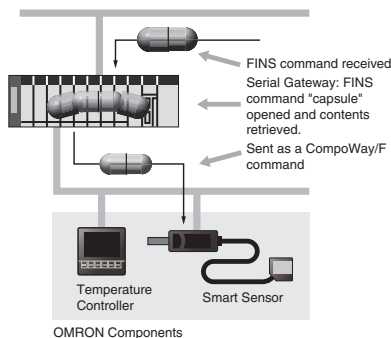 FINS command received
Serial Gateway: FINS
command "capsule"
opened and contents
retrieved.
Sent as a CompoWay/F
command
Temperature
Controller
Smart Sensor
OMRON Components